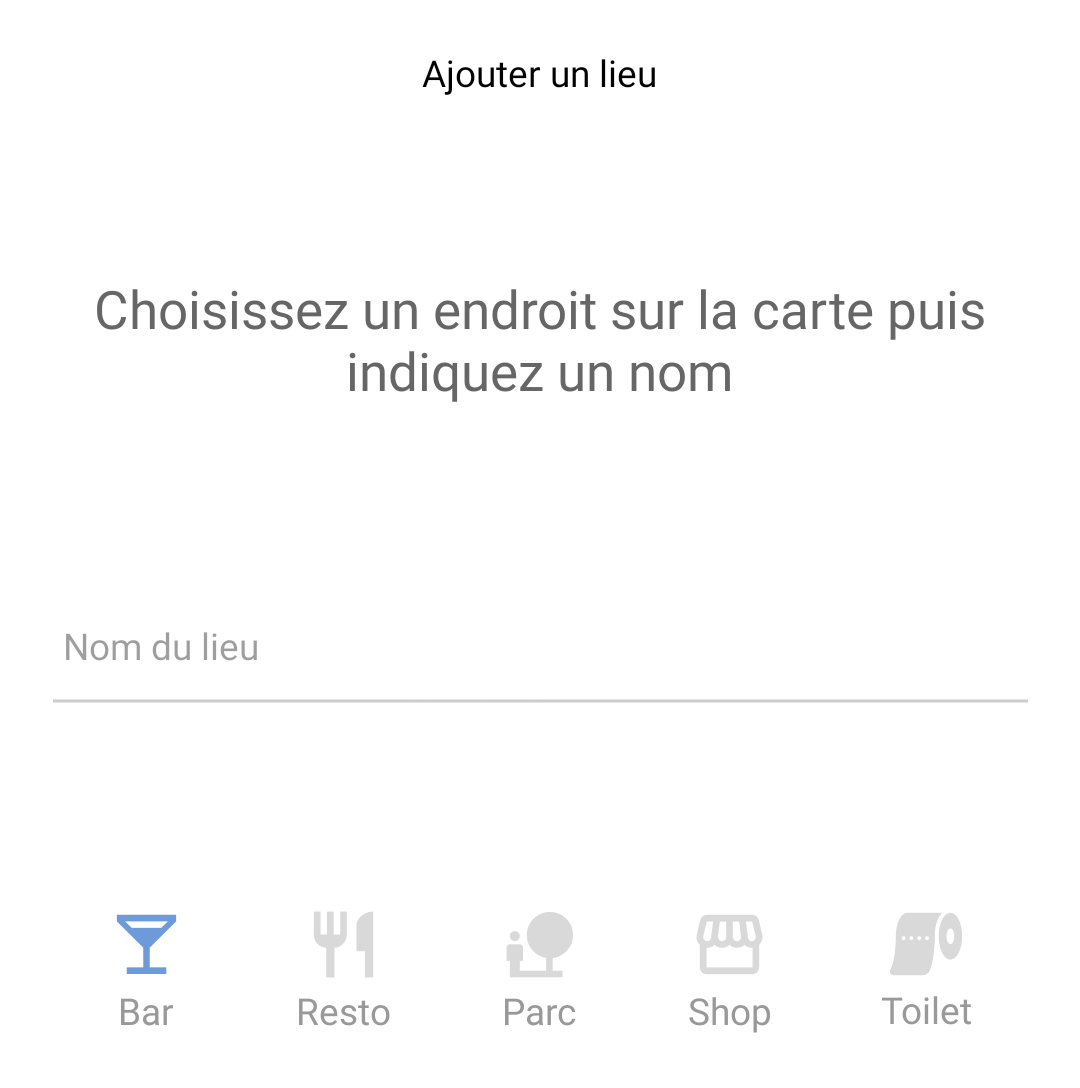 Ajouter un lieu
Choisissez un endroit sur la carte puis
indiquez un nom
Nom du lieu
Bar Resto Parc Shop Toilet